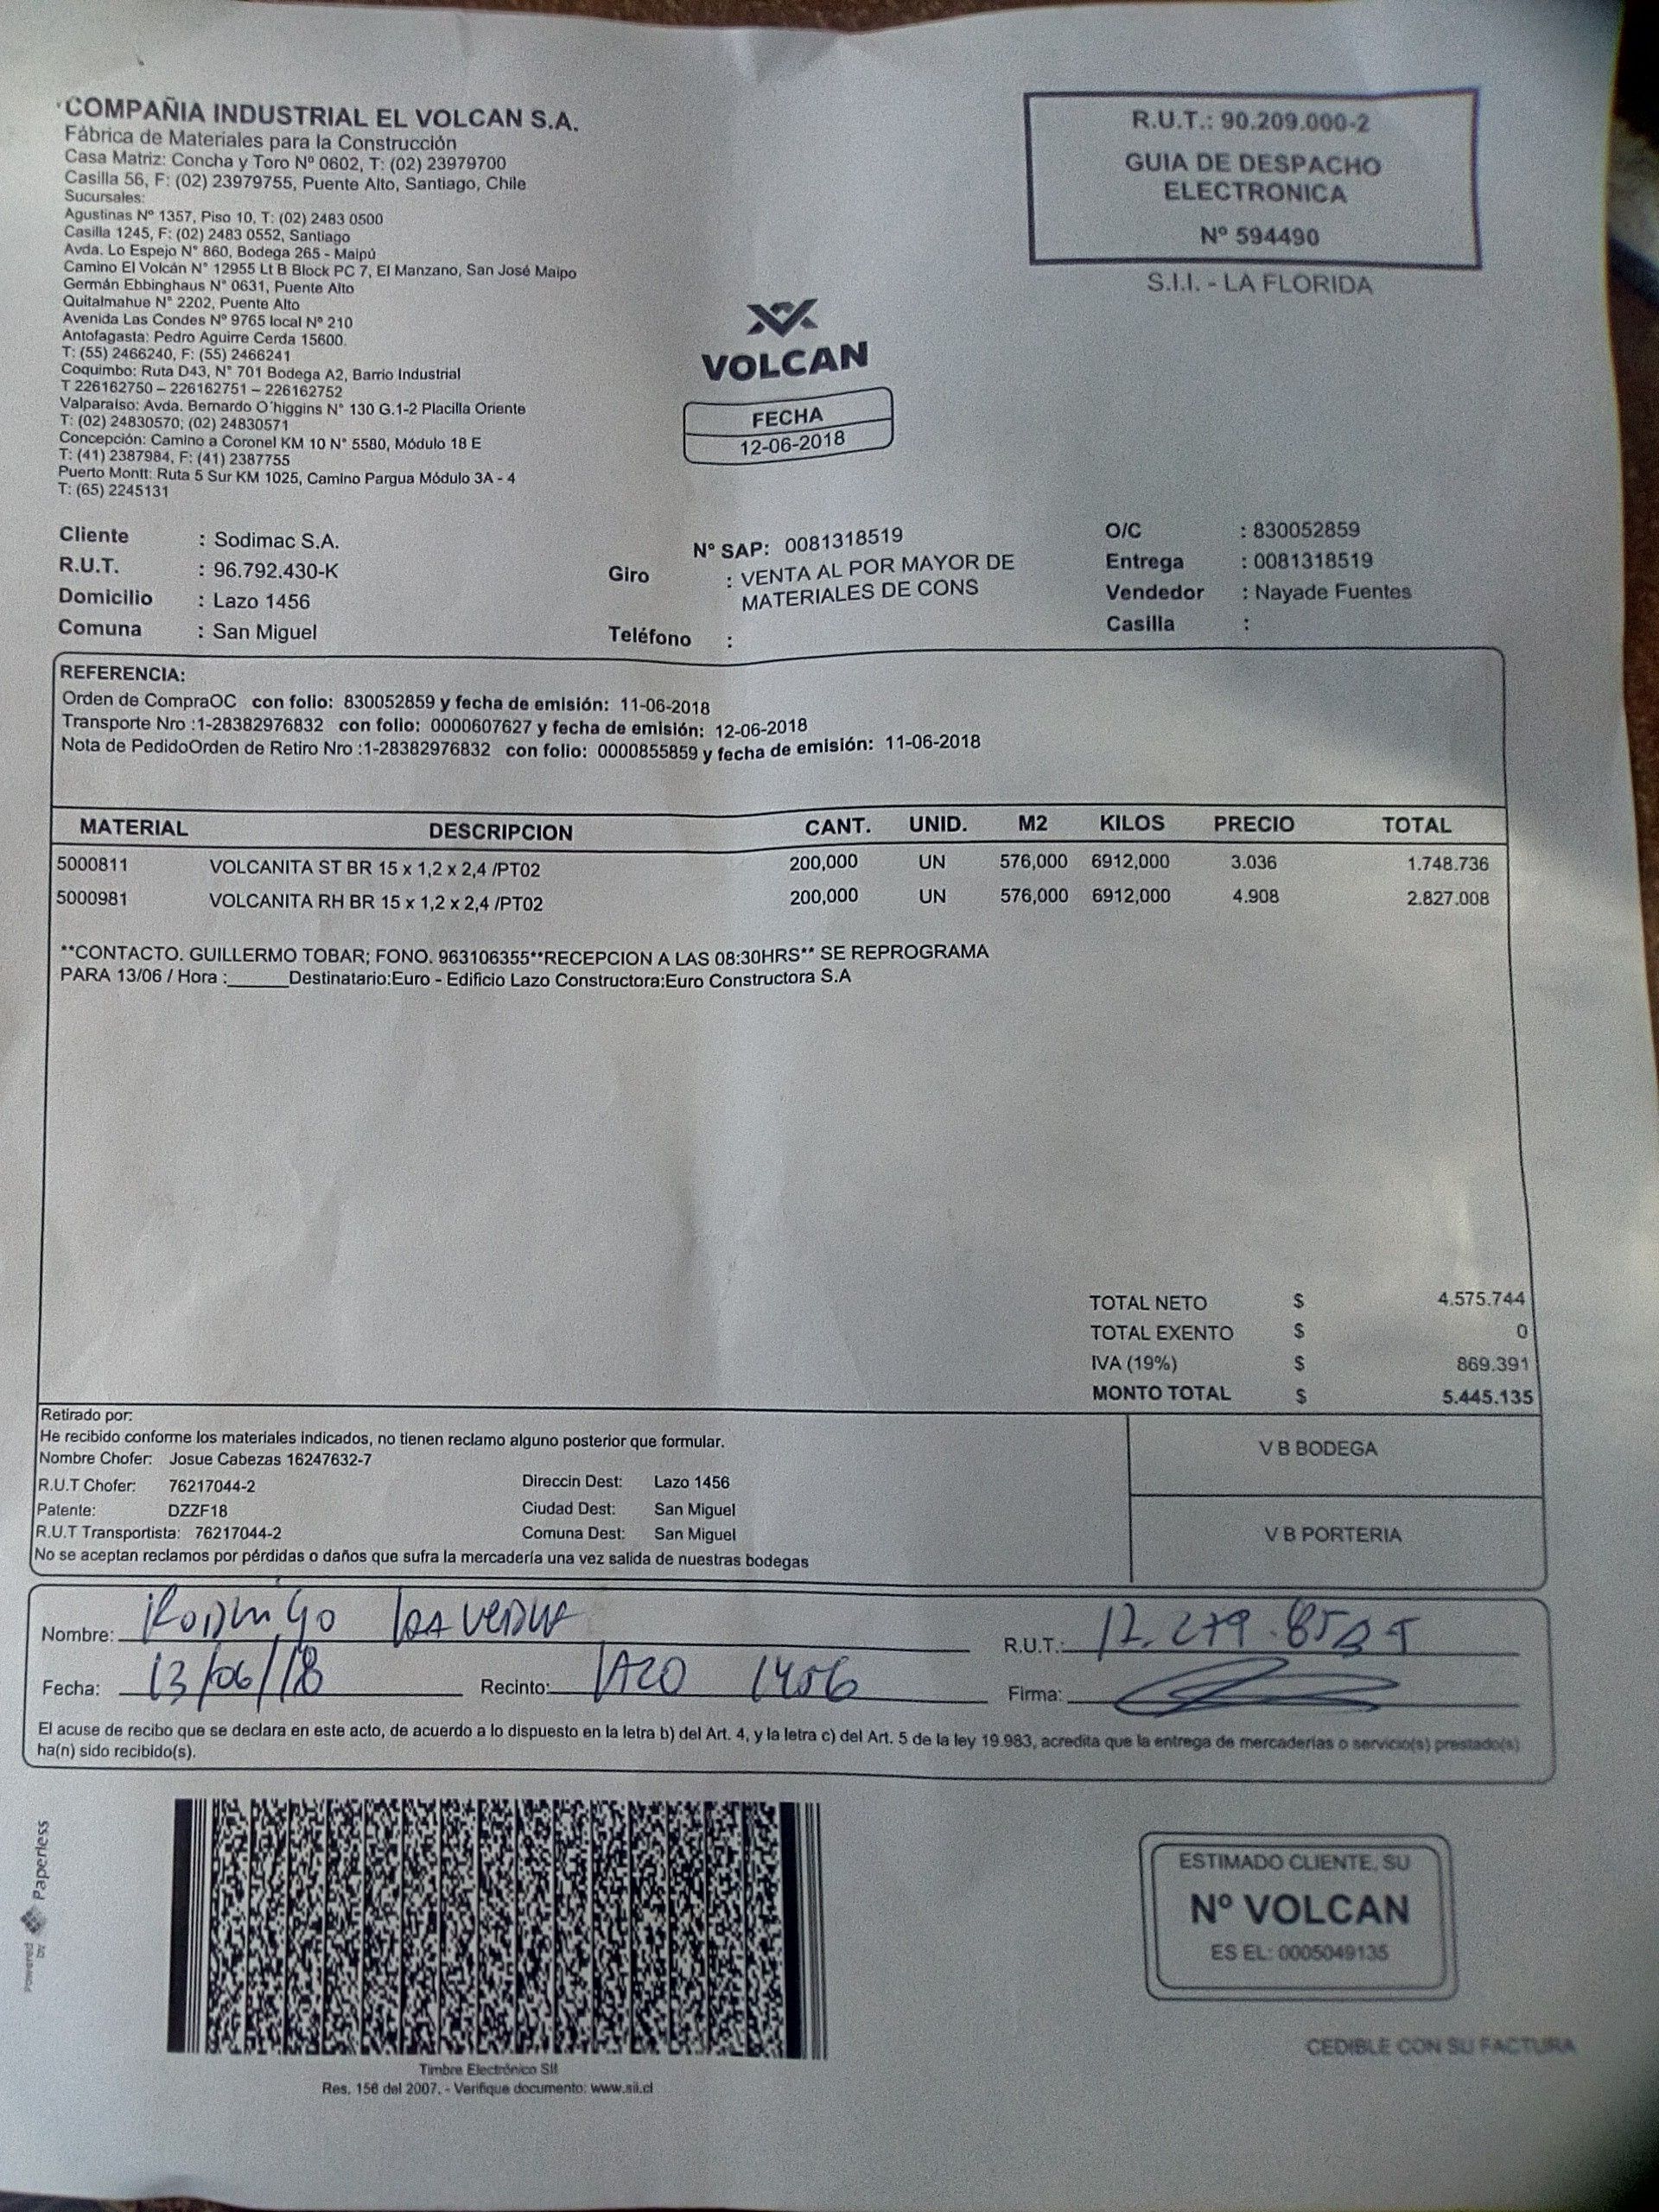 COMPAÑIA INDUSTRIAL EL VOLCAN S.A.
Fábrica de Materiales para la Construcción
Casa Matriz: Concha y Toro Nº 0602, T: (02) 23979700
Casilla 56, F: (02) 23979755, Puente Alto, Santiago, Chile
Sucursales:
Agustinas Nº 1357, Piso 10, T: (02) 2483 0500
Casilla 1245, F: (02) 2483 0552, Santiago
Avda. Lo Espejo N° 860, Bodega 265 - Maipú
Camino El Volcán N° 12955 Lt B Block PC 7, El Manzano, San José Maipo
Germán Ebbinghaus N° 0631, Puente Alto
Quitalmahue N° 2202, Puente Alto
Avenida Las Condes Nº 9765 local Nº 210
Antofagasta: Pedro Aguirre Cerda 15600.
T: (55) 2466240, F: (55) 2466241
Coquimbo: Ruta D43, N° 701 Bodega A2, Barrio Industrial
T 226162750 – 226162751 – 226162752
Valparaíso: Avda. Bernardo O´higgins N° 130 G.1-2 Placilla Oriente
T: (02) 24830570; (02) 24830571
Concepción: Camino a Coronel KM 10 N° 5580, Módulo 18 E
T: (41) 2387984, F: (41) 2387755
Puerto Montt: Ruta 5 Sur KM 1025, Camino Pargua Módulo 3A - 4
T: (65) 2245131
R.U.T.: 90.209.000-2
GUIA DE DESPACHO
ELECTRONICA
Nº 594490
S.I.I. - LA FLORIDA
VOLCAN
FECHA
12-06-2018
Cliente : Sodimac S.A.
R.U.T. : 96.792.430-K
Domicilio : Lazo 1456
Comuna : San Miguel
Nº SAP: 0081318519
Giro : VENTA AL POR MAYOR DE
MATERIALES DE CONS
Teléfono :
O/C : 830052859
Entrega : 0081318519
Vendedor : Nayade Fuentes
Casilla :
REFERENCIA:
Orden de CompraOC con folio: 830052859 y fecha de emisión: 11-06-2018
Transporte Nro :1-28382976832 con folio: 0000607627 y fecha de emisión: 12-06-2018
Nota de PedidoOrden de Retiro Nro :1-28382976832 con folio: 0000855859 y fecha de emisión: 11-06-2018
MATERIAL DESCRIPCION CANT. UNID. M2 KILOS PRECIO TOTAL
5000811 VOLCANITA ST BR 15 x 1,2 x 2,4 /PT02 200,000 UN 576,000 6912,000 3.036 1.748.736
5000981 VOLCANITA RH BR 15 x 1,2 x 2,4 /PT02 200,000 UN 576,000 6912,000 4.908 2.827.008
**CONTACTO. GUILLERMO TOBAR; FONO. 963106355**RECEPCION A LAS 08:30HRS** SE REPROGRAMA
PARA 13/06 / Hora :______Destinatario:Euro - Edificio Lazo Constructora:Euro Constructora S.A
TOTAL NETO $ 4.575.744
TOTAL EXENTO $ 0
IVA (19%) $ 869.391
MONTO TOTAL $ 5.445.135
Retirado por:
He recibido conforme los materiales indicados, no tienen reclamo alguno posterior que formular.
Nombre Chofer: Josue Cabezas 16247632-7
R.U.T Chofer: 76217044-2 Direccin Dest: Lazo 1456
Patente: DZZF18 Ciudad Dest: San Miguel
R.U.T Transportista: 76217044-2 Comuna Dest: San Miguel
No se aceptan reclamos por pérdidas o daños que sufra la mercadería una vez salida de nuestras bodegas
V B BODEGA
V B PORTERIA
Nombre: Rodrigo R.U.T.: 12.279.
Fecha: 13/06/18 Recinto: LAZO 1456 Firma:
El acuse de recibo que se declara en este acto, de acuerdo a lo dispuesto en la letra b) del Art. 4, y la letra c) del Art. 5 de la ley 19.983, acredita que la entrega de mercaderías o servicio(s) prestado(s)
ha(n) sido recibido(s).
Powered by Paperless
Timbre Electrónico SII
Res. 156 del 2007. - Verifique documento: www.sii.cl
ESTIMADO CLIENTE, SU
Nº VOLCAN
ES EL: 0005049135
CEDIBLE CON SU FACTURA